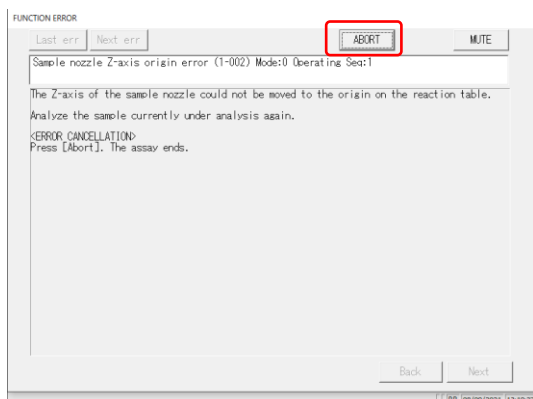 FUNCTION ERROR
Last err Next err ABORT MUTE
Sample nozzle Z-axis origin error (1-002) Mode:0 Operating Seq:1
The Z-axis of the sample nozzle could not be moved to the origin on the reaction table.
Analyze the sample currently under analysis again.
<ERROR CANCELLATION>
Press [Abort]. The assay ends.
Back Next